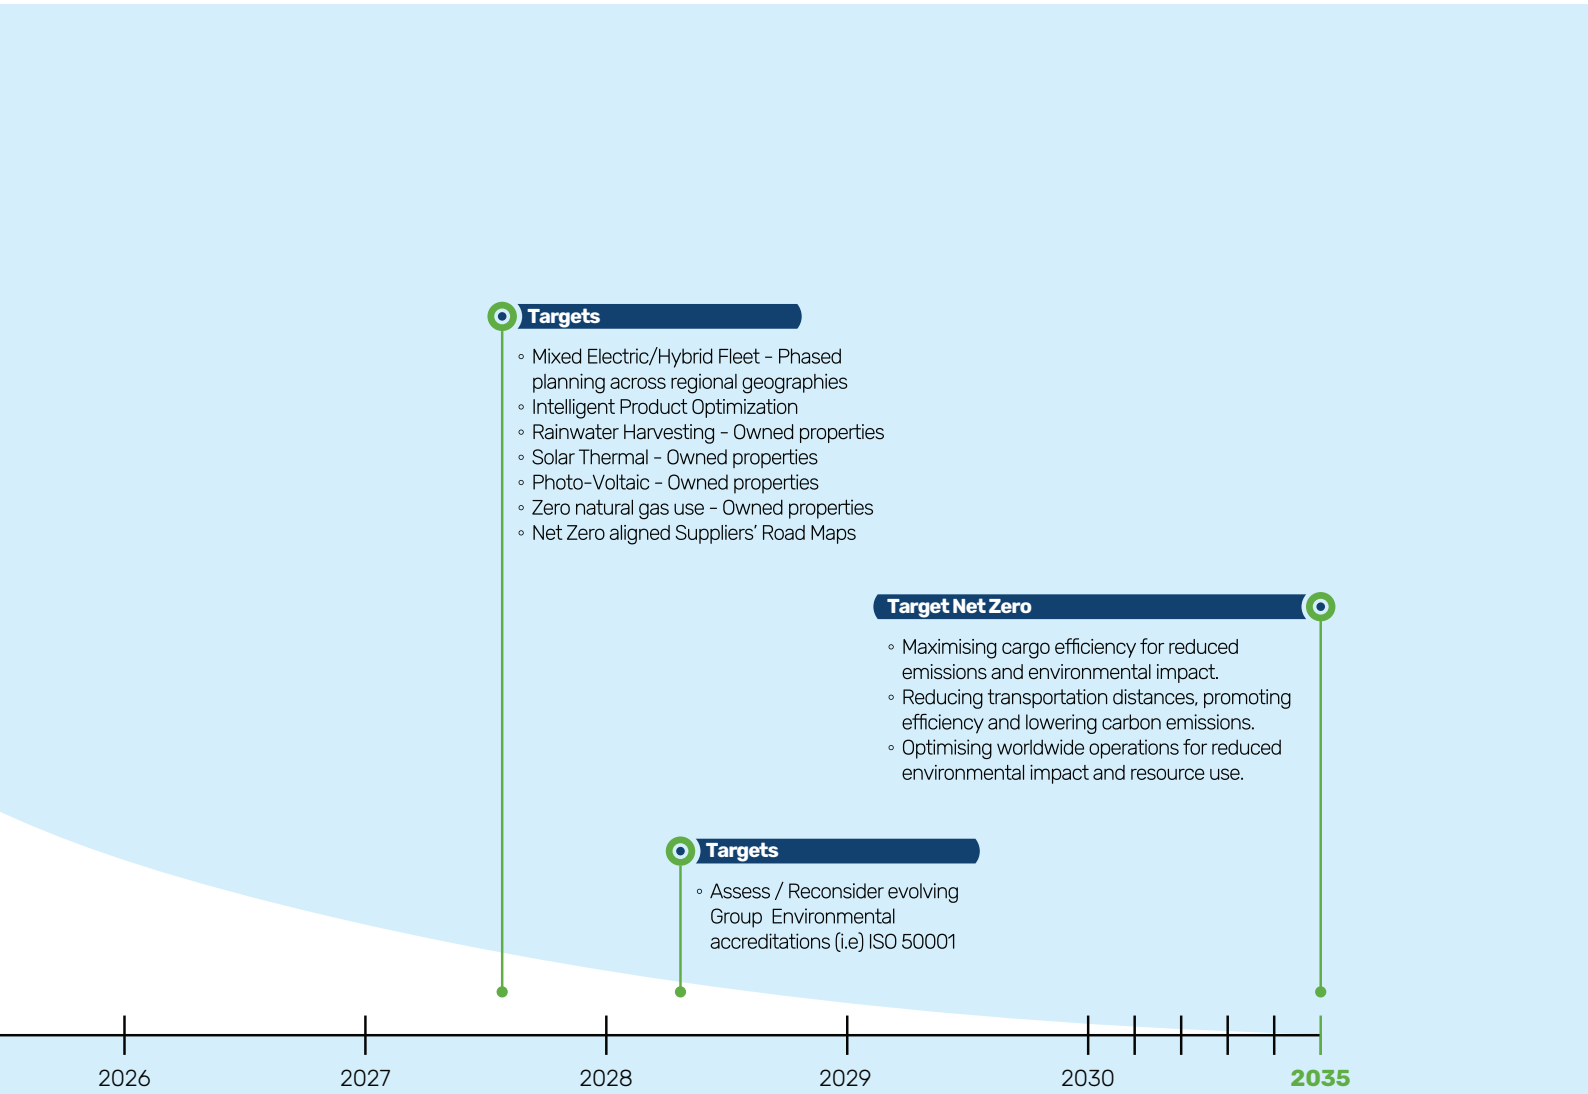 Targets
◦ Mixed Electric/Hybrid Fleet - Phased
planning across regional geographies
◦ Intelligent Product Optimization
◦ Rainwater Harvesting - Owned properties
◦ Solar Thermal - Owned properties
◦ Photo-Voltaic - Owned properties
◦ Zero natural gas use - Owned properties
◦ Net Zero aligned Suppliers’ Road Maps
Target Net Zero
◦ Maximising cargo efficiency for reduced
emissions and environmental impact.
◦ Reducing transportation distances, promoting
efficiency and lowering carbon emissions.
◦ Optimising worldwide operations for reduced
environmental impact and resource use.
Targets
◦ Assess / Reconsider evolving
Group  Environmental
accreditations (i.e) ISO 50001
2026 2027 2028 2029 2030 2035